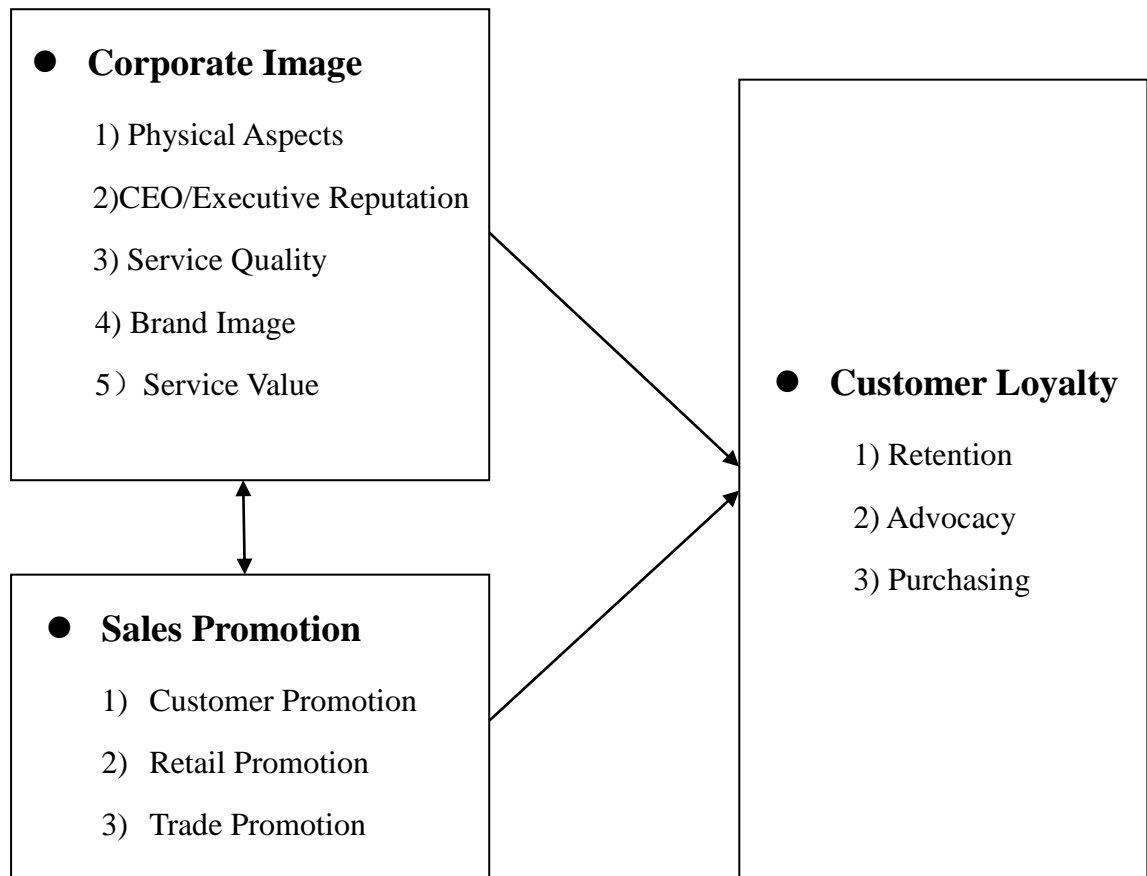 ● Corporate Image
1) Physical Aspects
2)CEO/Executive Reputation
3) Service Quality
4) Brand Image
5）Service Value
● Customer Loyalty
1) Retention
2) Advocacy
3) Purchasing
● Sales Promotion
1) Customer Promotion
2) Retail Promotion
3) Trade Promotion